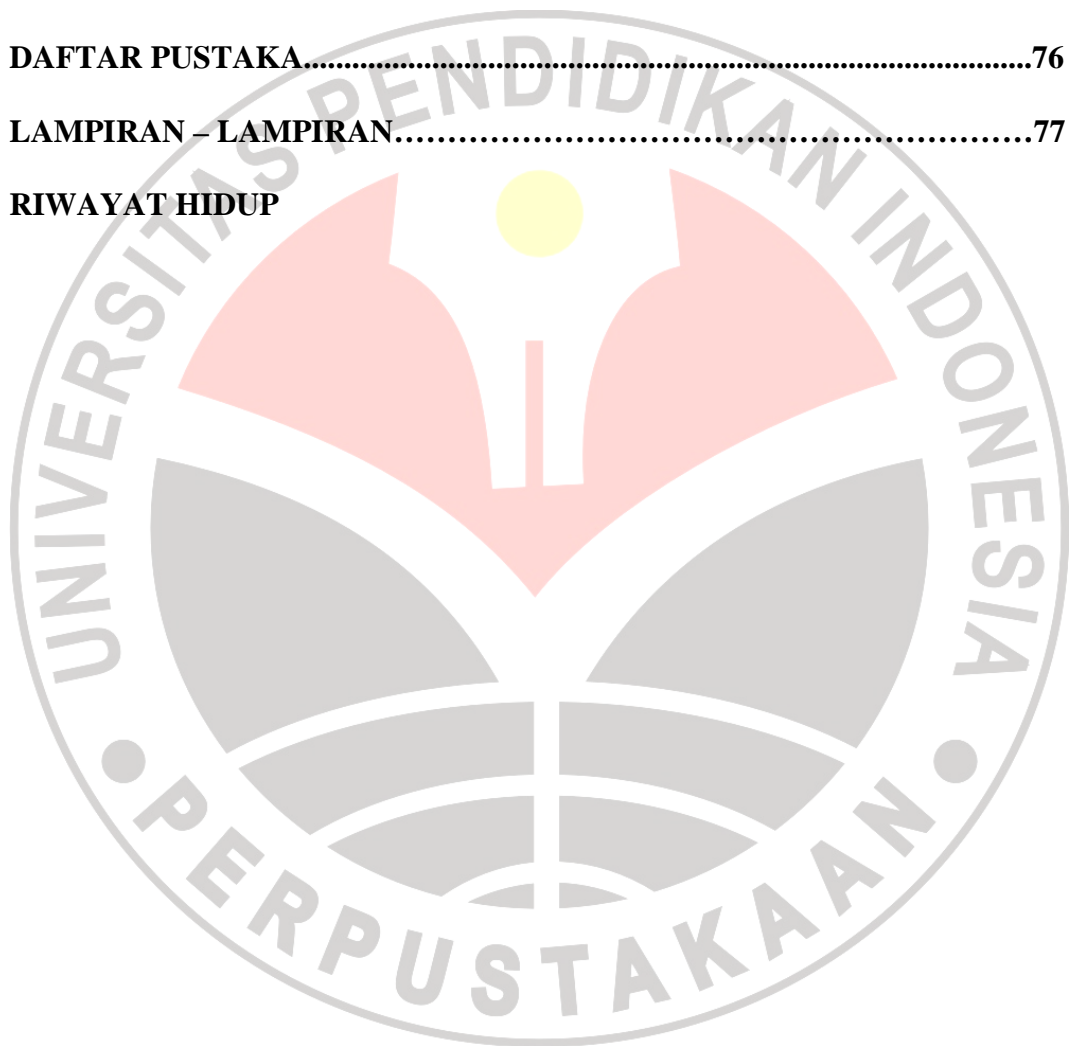 DAFTAR PUSTAKA..........................................................................................76
LAMPIRAN – LAMPIRAN……………………………………………………77
RIWAYAT HIDUP
UNIVERSITAS PENDIDIKAN INDONESIA
PERPUSTAKAAN